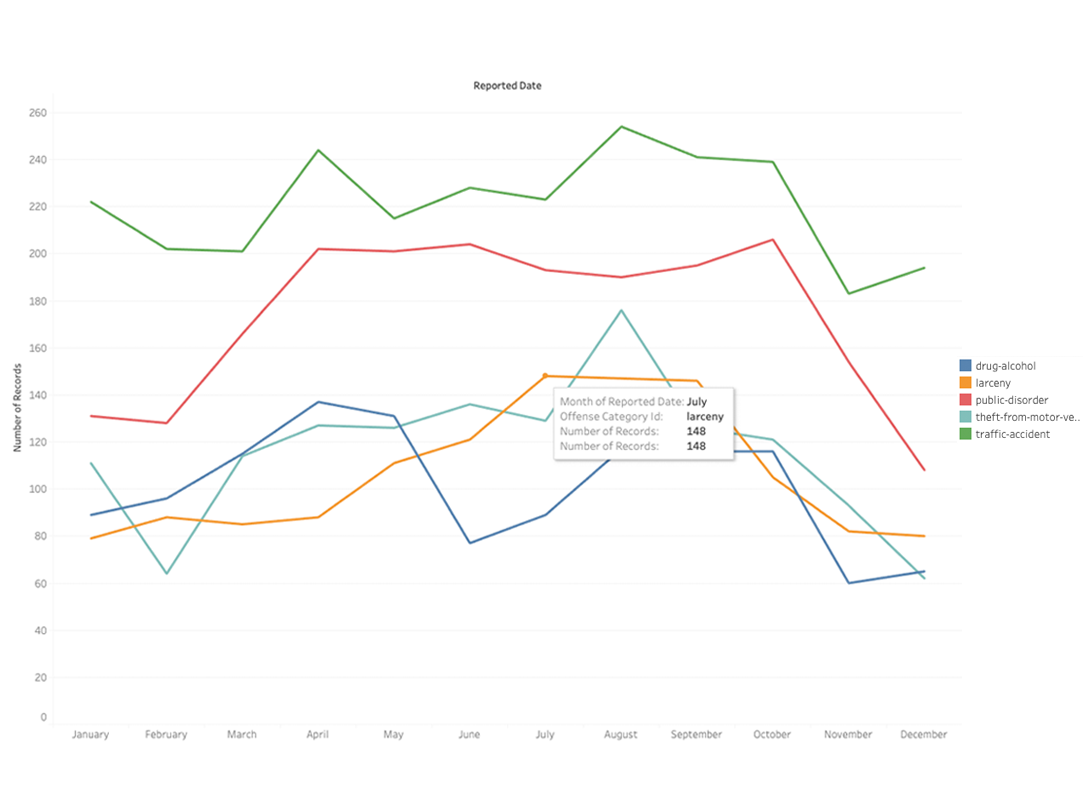 Reported Date
260
240
220
200
180
160
140
120
100
80
60
40
20
0
Number of Records
Month of Reported Date: July
Offense Category Id: larceny
Number of Records: 148
Number of Records: 148
drug-alcohol
larceny
public-disorder
theft-from-motor-ve..
traffic-accident
January February March April May June July August September October November December